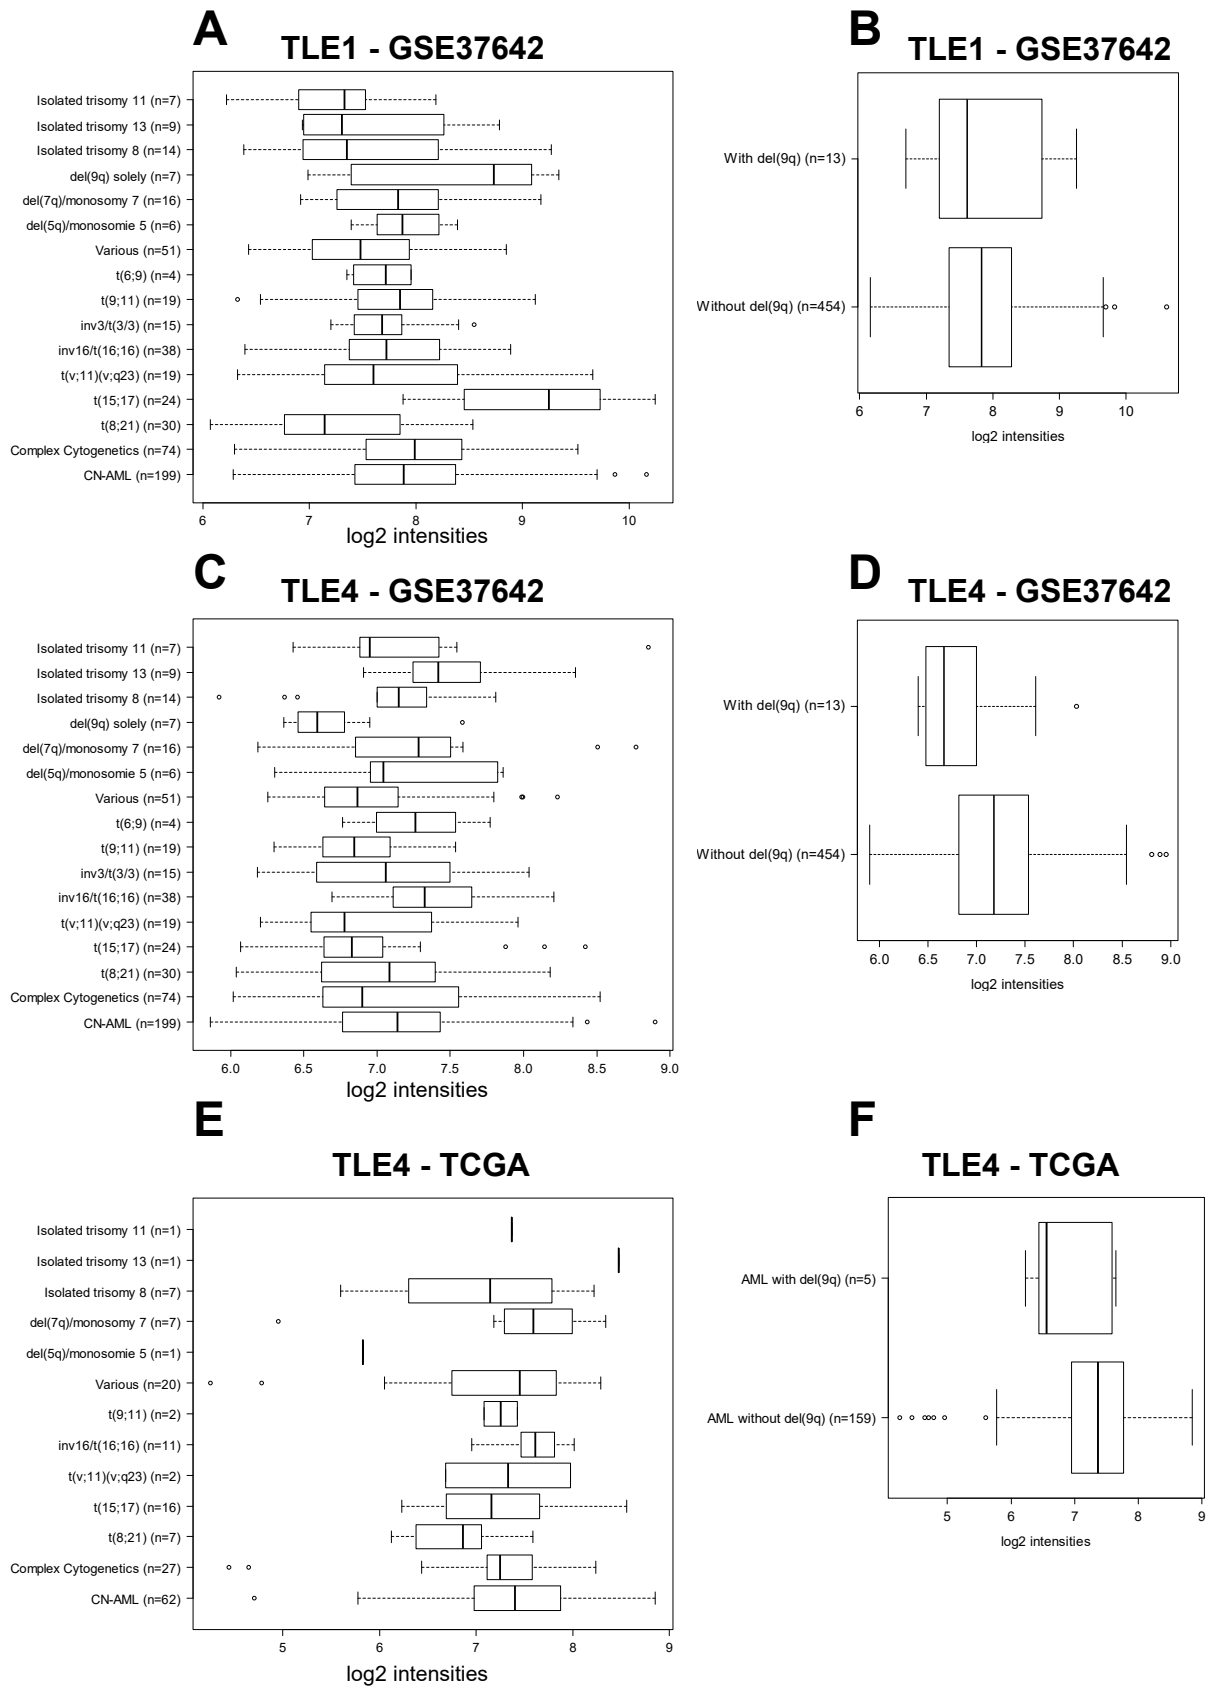 A
TLE1 - GSE37642
Isolated trisomy 11 (n=7)
Isolated trisomy 13 (n=9)
Isolated trisomy 8 (n=14)
del(9q) solely (n=7)
del(7q)/monosomy 7 (n=16)
del(5q)/monosomie 5 (n=6)
Various (n=51)
t(6;9) (n=4)
t(9;11) (n=19)
inv3/t(3/3) (n=15)
inv16/t(16;16) (n=38)
t(v;11)(v;q23) (n=19)
t(15;17) (n=24)
t(8;21) (n=30)
Complex Cytogenetics (n=74)
CN-AML (n=199)
6 7 8 9 10
log2 intensities
B
TLE1 - GSE37642
With del(9q) (n=13)
Without del(9q) (n=454)
6 7 8 9 10
log2 intensities
C
TLE4 - GSE37642
Isolated trisomy 11 (n=7)
Isolated trisomy 13 (n=9)
Isolated trisomy 8 (n=14)
del(9q) solely (n=7)
del(7q)/monosomy 7 (n=16)
del(5q)/monosomie 5 (n=6)
Various (n=51)
t(6;9) (n=4)
t(9;11) (n=19)
inv3/t(3/3) (n=15)
inv16/t(16;16) (n=38)
t(v;11)(v;q23) (n=19)
t(15;17) (n=24)
t(8;21) (n=30)
Complex Cytogenetics (n=74)
CN-AML (n=199)
6.0 6.5 7.0 7.5 8.0 8.5 9.0
log2 intensities
D
TLE4 - GSE37642
With del(9q) (n=13)
Without del(9q) (n=454)
6.0 6.5 7.0 7.5 8.0 8.5 9.0
log2 intensities
E
TLE4 - TCGA
Isolated trisomy 11 (n=1)
Isolated trisomy 13 (n=1)
Isolated trisomy 8 (n=7)
del(7q)/monosomy 7 (n=7)
del(5q)/monosomie 5 (n=1)
Various (n=20)
t(9;11) (n=2)
inv16/t(16;16) (n=11)
t(v;11)(v;q23) (n=2)
t(15;17) (n=16)
t(8;21) (n=7)
Complex Cytogenetics (n=27)
CN-AML (n=62)
5 6 7 8 9
log2 intensities
F
TLE4 - TCGA
AML with del(9q) (n=5)
AML without del(9q) (n=159)
5 6 7 8 9
log2 intensities